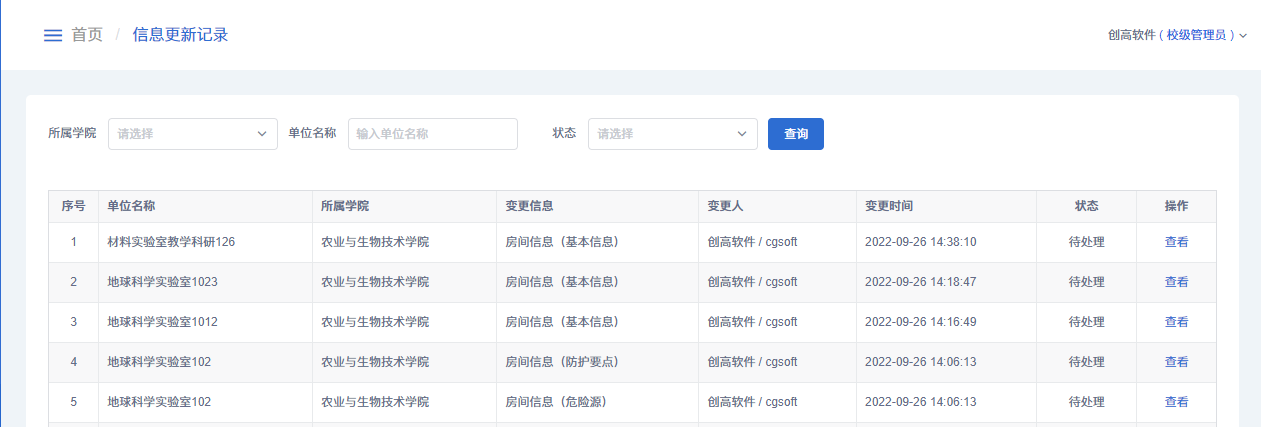 首页 / 信息更新记录
创高软件 ( 校级管理员 )
所属学院 请选择 单位名称 输入单位名称 状态 请选择 查询
序号 单位名称 所属学院 变更信息 变更人 变更时间 状态 操作
1 材料实验室教学科研126 农业与生物技术学院 房间信息（基本信息） 创高软件 / cgsoft 2022-09-26 14:38:10 待处理 查看
2 地球科学实验室1023 农业与生物技术学院 房间信息（基本信息） 创高软件 / cgsoft 2022-09-26 14:18:47 待处理 查看
3 地球科学实验室1012 农业与生物技术学院 房间信息（基本信息） 创高软件 / cgsoft 2022-09-26 14:16:49 待处理 查看
4 地球科学实验室102 农业与生物技术学院 房间信息（防护要点） 创高软件 / cgsoft 2022-09-26 14:06:13 待处理 查看
5 地球科学实验室102 农业与生物技术学院 房间信息（危险源） 创高软件 / cgsoft 2022-09-26 14:06:13 待处理 查看